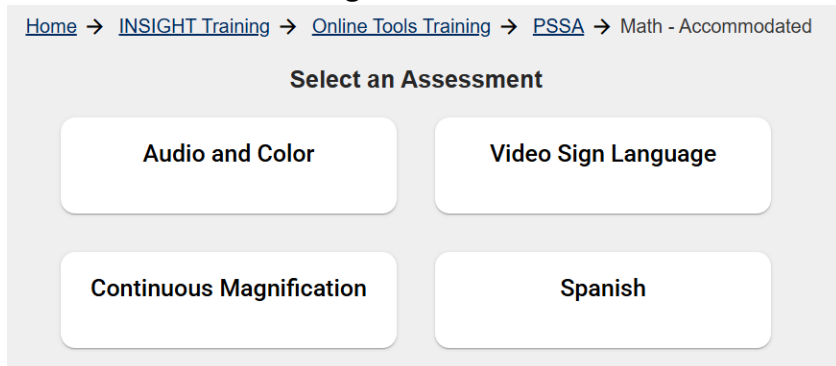 Home → INSIGHT Training → Online Tools Training → PSSA → Math - Accommodated
Select an Assessment
Audio and Color
Video Sign Language
Continuous Magnification
Spanish